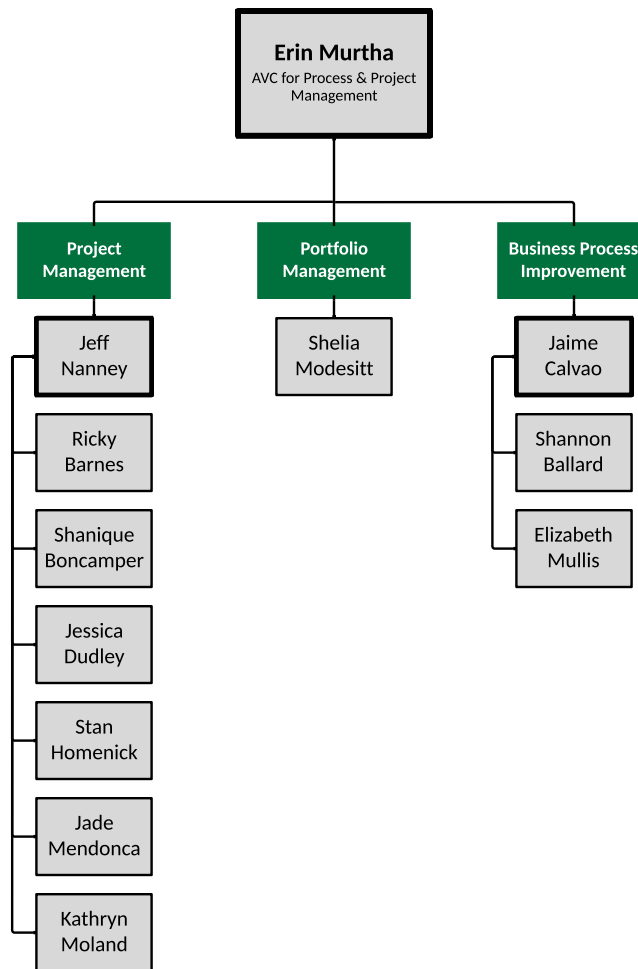 Erin Murtha
AVC for Process & Project
Management
Project
Management
Jeff
Nanney
Ricky
Barnes
Shanique
Boncamper
Jessica
Dudley
Stan
Homenick
Jade
Mendonca
Kathryn
Moland
Portfolio
Management
Shelia
Modesitt
Business Process
Improvement
Jaime
Calvao
Shannon
Ballard
Elizabeth
Mullis